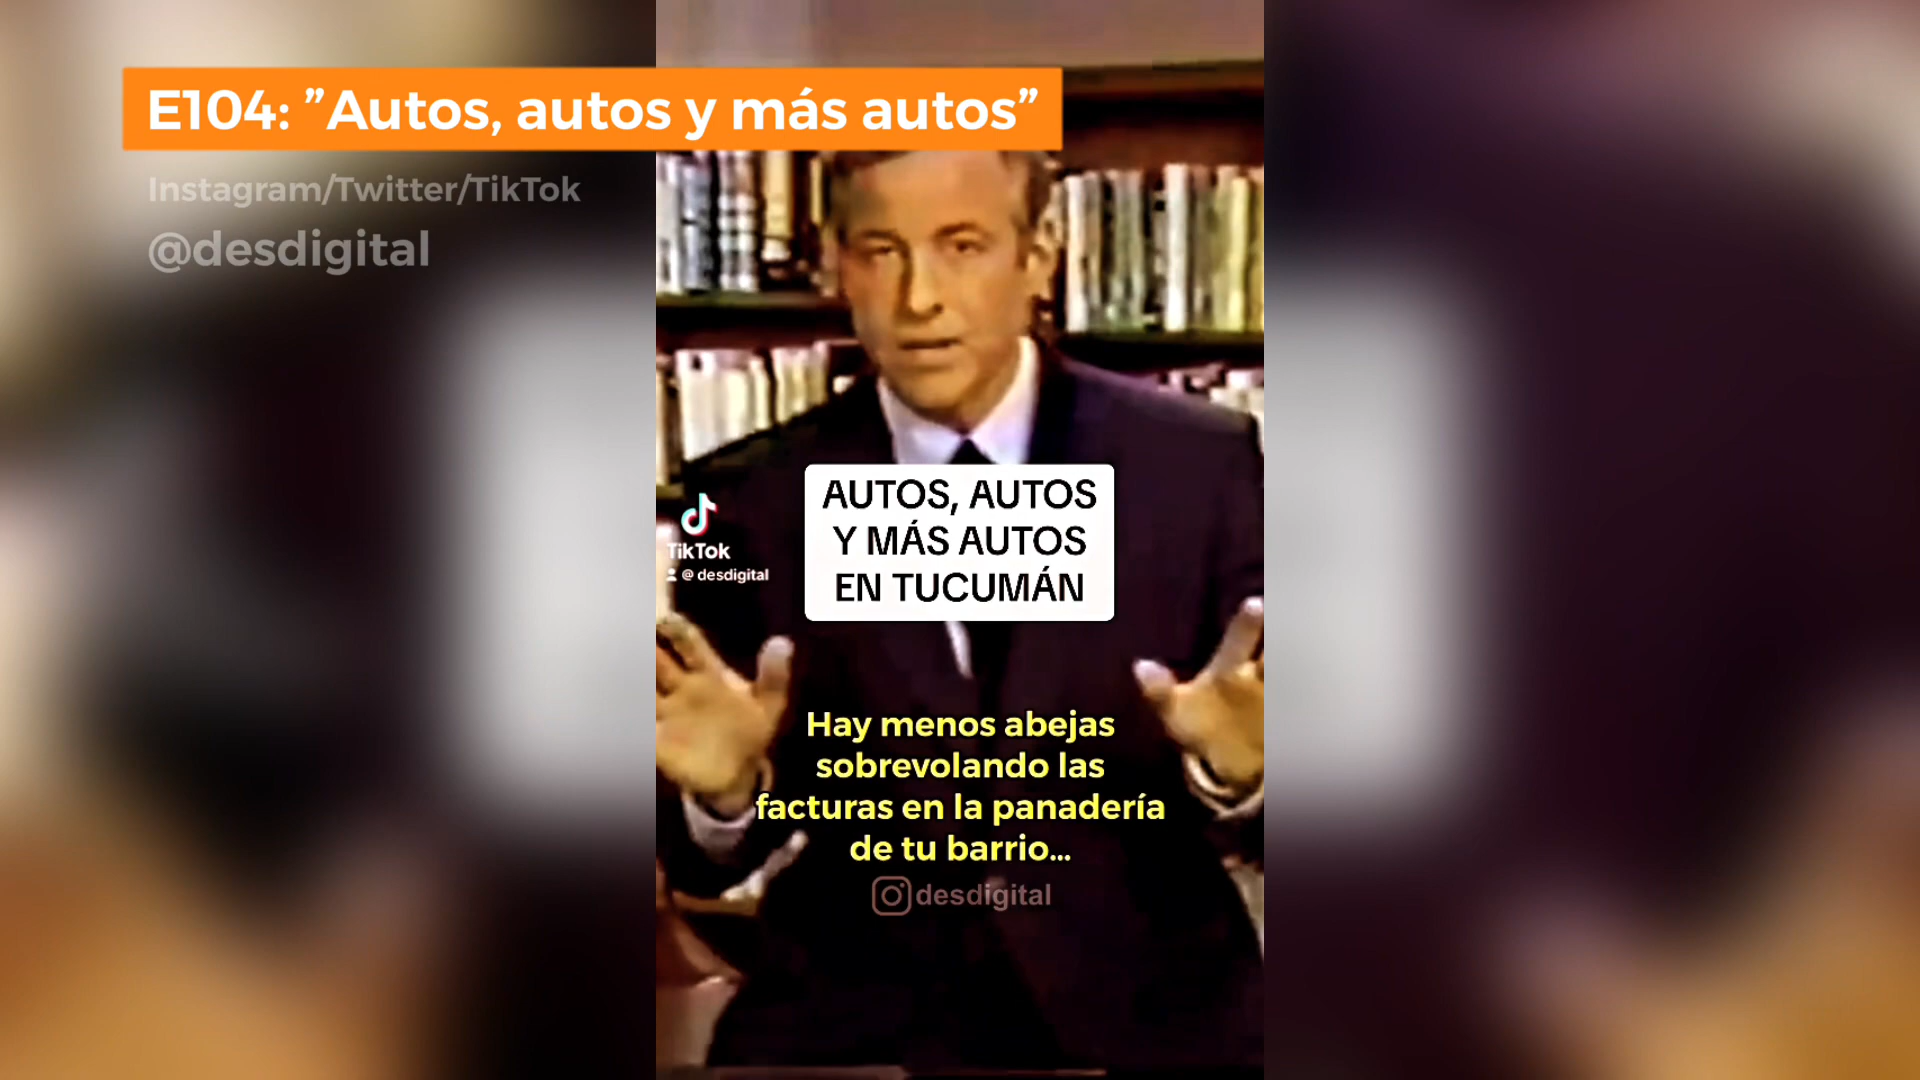 E104: ”Autos, autos y más autos”
Instagram/Twitter/TikTok
@desdigital
AUTOS, AUTOS
Y MÁS AUTOS
EN TUCUMÁN
TikTok
@desdigital
Hay menos abejas
sobrevolando las
facturas en la panadería
de tu barrio...
desdigital